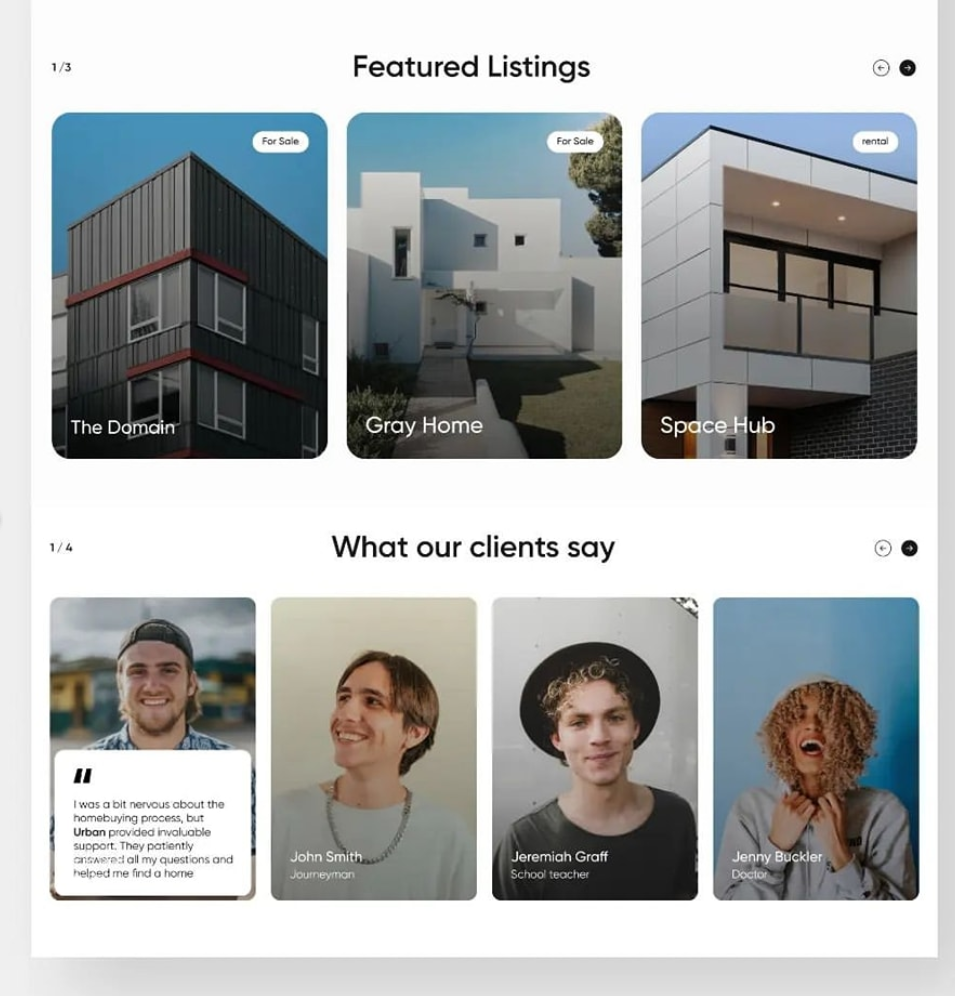 1/3
Featured Listings
For Sale
For Sale
rental
The Domain
Gray Home
Space Hub
1 / 4
What our clients say
I was a bit nervous about the
homebuying process, but
Urban provided invaluable
support. They patiently
answered all my questions and
helped me find a home
John Smith
Journeyman
Jeremiah Graff
School teacher
Jenny Buckler
Doctor